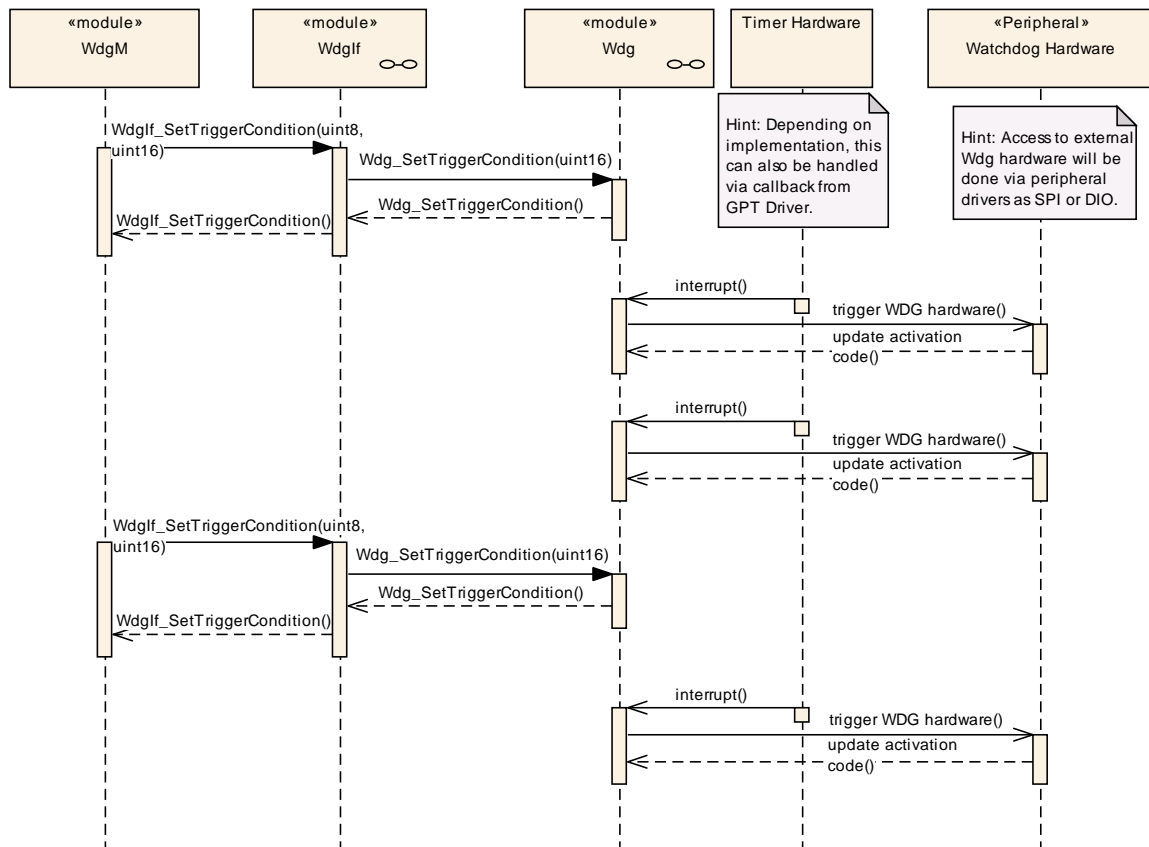 «module»
WdgM
«module»
WdgIf
«module»
Wdg
Timer Hardware
«Peripheral»
Watchdog Hardware
Hint: Depending on
implementation, this
can also be handled
via callback from
GPT Driver.
Hint: Access to external
Wdg hardware will be
done via peripheral
drivers as SPI or DIO.
WdgIf_SetTriggerCondition(uint8,
uint16)
Wdg_SetTriggerCondition(uint16)
Wdg_SetTriggerCondition()
WdgIf_SetTriggerCondition()
interrupt()
trigger WDG hardware()
update activation
code()
interrupt()
trigger WDG hardware()
update activation
code()
WdgIf_SetTriggerCondition(uint8,
uint16)
Wdg_SetTriggerCondition(uint16)
Wdg_SetTriggerCondition()
WdgIf_SetTriggerCondition()
interrupt()
trigger WDG hardware()
update activation
code()